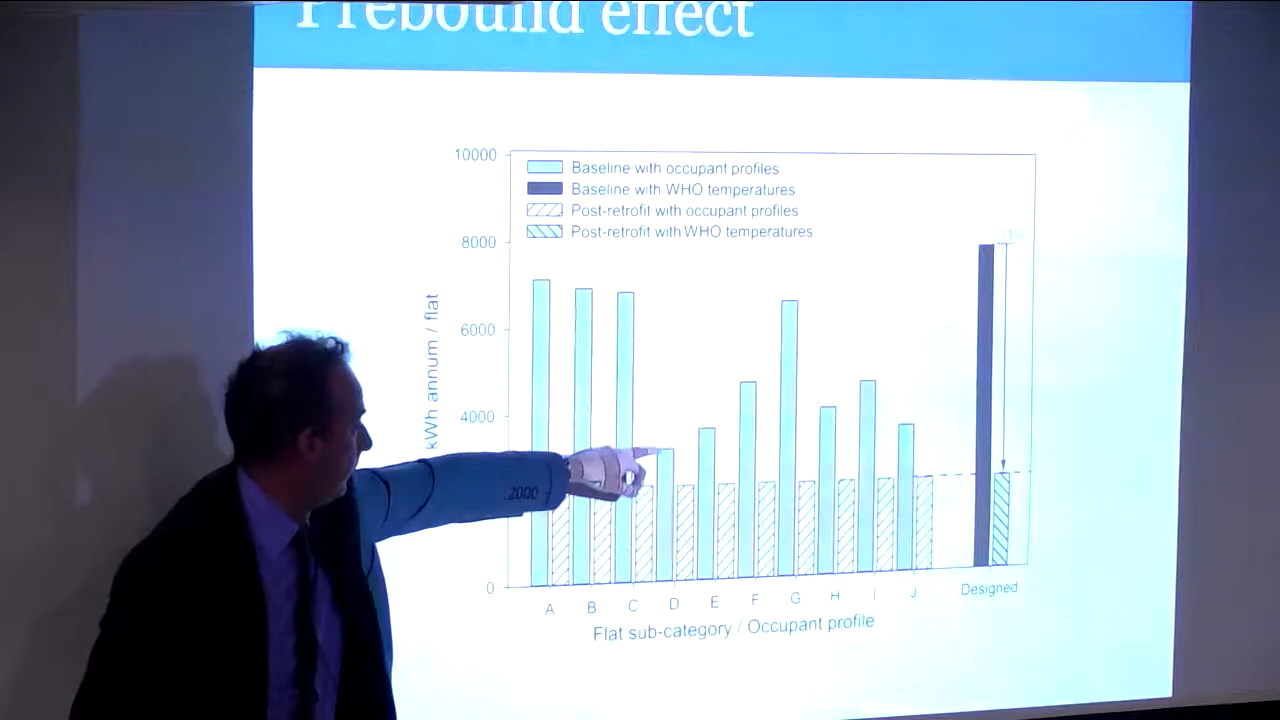 Prebound effect
10000
8000
6000
4000
2000
0
kWh annum / flat
Baseline with occupant profiles
Baseline with WHO temperatures
Post-retrofit with occupant profiles
Post-retrofit with WHO temperatures
71%
A B C D E F G H I J Designed
Flat sub-category / Occupant profile